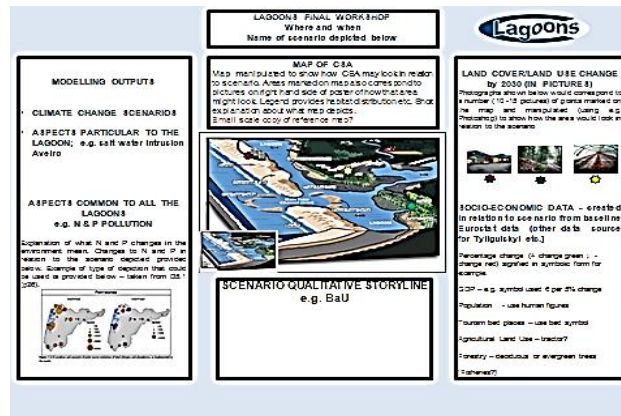 LAGOONS FINAL WORKSHOP
Where and when
Name of scenario depicted below
Lagoons
MODELLING OUTPUTS
CLIMATE CHANGE SCENARIOS
ASPECTS PARTICULAR TO THE
LAGOON; e.g. salt water intrusion
Aveiro
ASPECTS COMMON TO ALL THE
LAGOONS
e.g. N & P POLLUTION
Explanation of what N and P changes in the
environment mean. Changes to N and P in
relation to the scenario depicted provided
below. Example of type of depiction that could
be used is provided below – taken from
MAP OF CSA
Map manipulated to show how CSA may look in relation
to scenario. Areas marked on map also correspond to
pictures on right hand side of poster of how that area
might look. Legend provides habitat distribution etc. Short
explanation about what map depicts.
Small scale copy of reference map?
SCENARIO QUALITATIVE STORYLINE
e.g. BaU
LAND COVER/LAND USE CHANGE
by 2030 (IN PICTURES)
Photographs shown below would correspond to
a number (10 -15 pictures) of points marked on
the map and manipulated (using e.g.
Photoshop) to show how the area would look in
relation to the scenario
SOCIO-ECONOMIC DATA – created
in relation to scenario from baseline
Eurostat data (other data source
for Tyligulskyi etc.)
Percentage change (+ change green ; -
change red) signified in symbolic form for
example.
GDP – e.g. symbol used € per 5% change
Population - use human figures
Tourism bed places – use bed symbol
Agricultural Land Use – tractor?
Forestry – deciduous or evergreen trees
(Fisheries?)